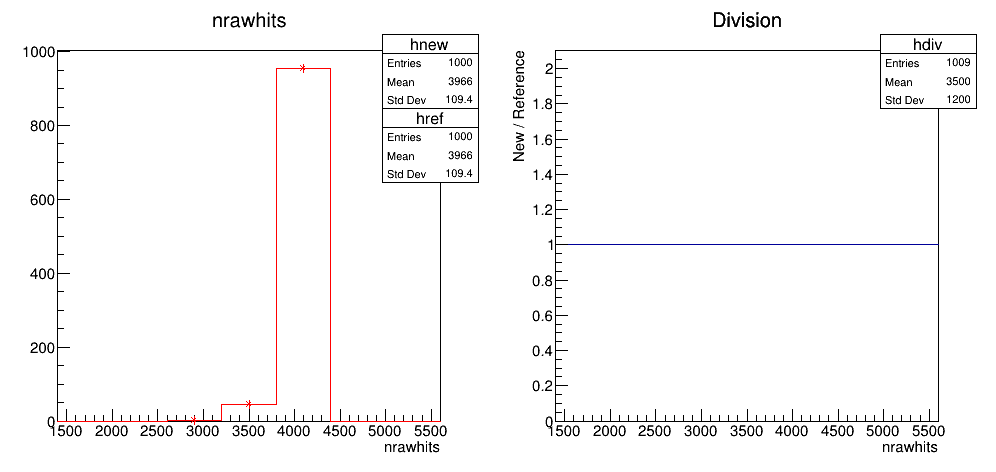 nrawhits
hnew
Entries 1000
Mean 3966
Std Dev 109.4
href
Entries 1000
Mean 3966
Std Dev 109.4
1000
800
600
400
200
0
1500 2000 2500 3000 3500 4000 4500 5000 5500
nrawhits
Division
hdiv
Entries 1009
Mean 3500
Std Dev 1200
New / Reference
2
1.8
1.6
1.4
1.2
1
0.8
0.6
0.4
0.2
0
1500 2000 2500 3000 3500 4000 4500 5000 5500
nrawhits